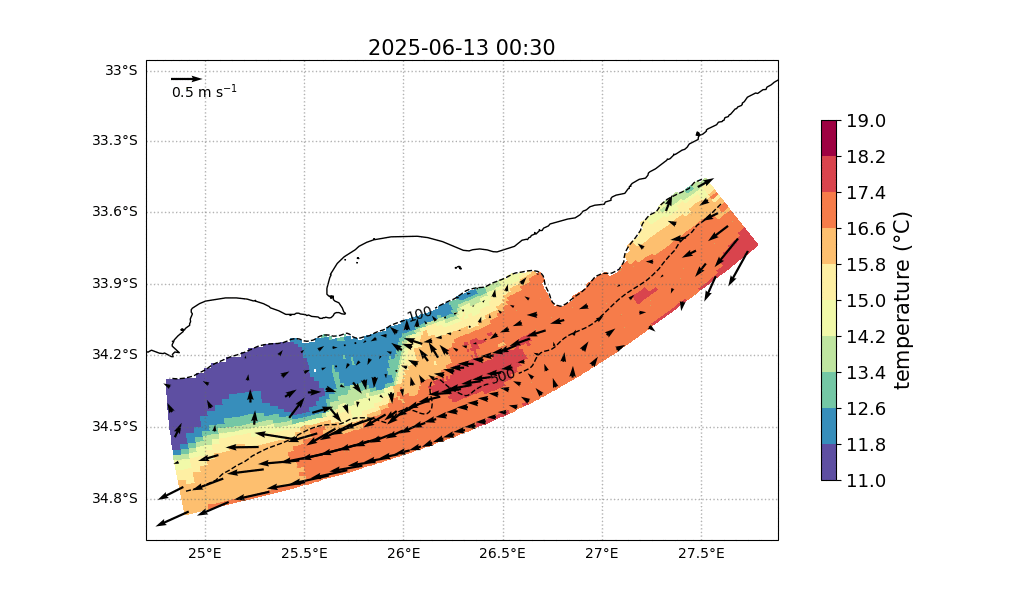 2025-06-13 00:30
0.5 m s⁻¹
33°S
33.3°S
33.6°S
33.9°S
34.2°S
34.5°S
34.8°S
25°E
25.5°E
26°E
26.5°E
27°E
27.5°E
100
500
19.0
18.2
17.4
16.6
15.8
15.0
14.2
13.4
12.6
11.8
11.0
temperature (°C)